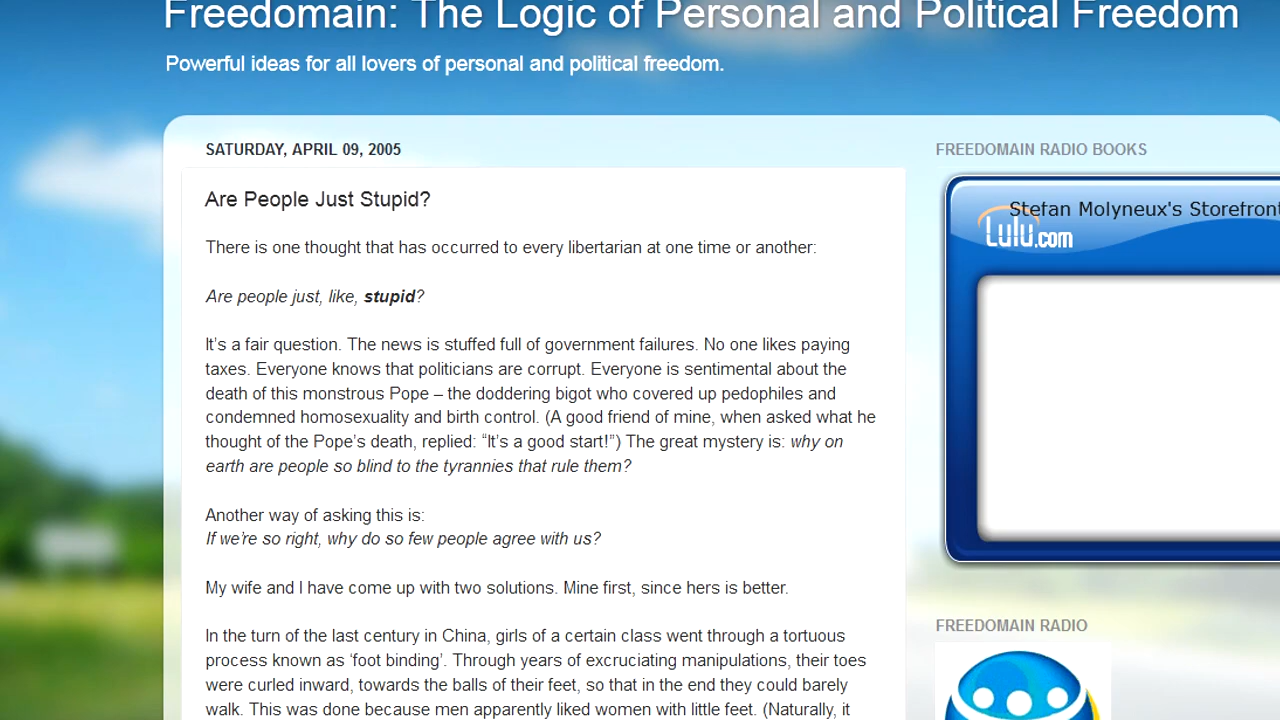 Freedomain: The Logic of Personal and Political Freedom
Powerful ideas for all lovers of personal and political freedom.
SATURDAY, APRIL 09, 2005
Are People Just Stupid?
There is one thought that has occurred to every libertarian at one time or another:
Are people just, like, stupid?
It’s a fair question. The news is stuffed full of government failures. No one likes paying
taxes. Everyone knows that politicians are corrupt. Everyone is sentimental about the
death of this monstrous Pope – the doddering bigot who covered up pedophiles and
condemned homosexuality and birth control. (A good friend of mine, when asked what he
thought of the Pope’s death, replied: “It’s a good start!”) The great mystery is: why on
earth are people so blind to the tyrannies that rule them?
Another way of asking this is:
If we’re so right, why do so few people agree with us?
My wife and I have come up with two solutions. Mine first, since hers is better.
In the turn of the last century in China, girls of a certain class went through a tortuous
process known as ‘foot binding’. Through years of excruciating manipulations, their toes
were curled inward, towards the balls of their feet, so that in the end they could barely
walk. This was done because men apparently liked women with little feet. (Naturally, it
FREEDOMAIN RADIO BOOKS
Stefan Molyneux's Storefront
Lulu.com
FREEDOMAIN RADIO